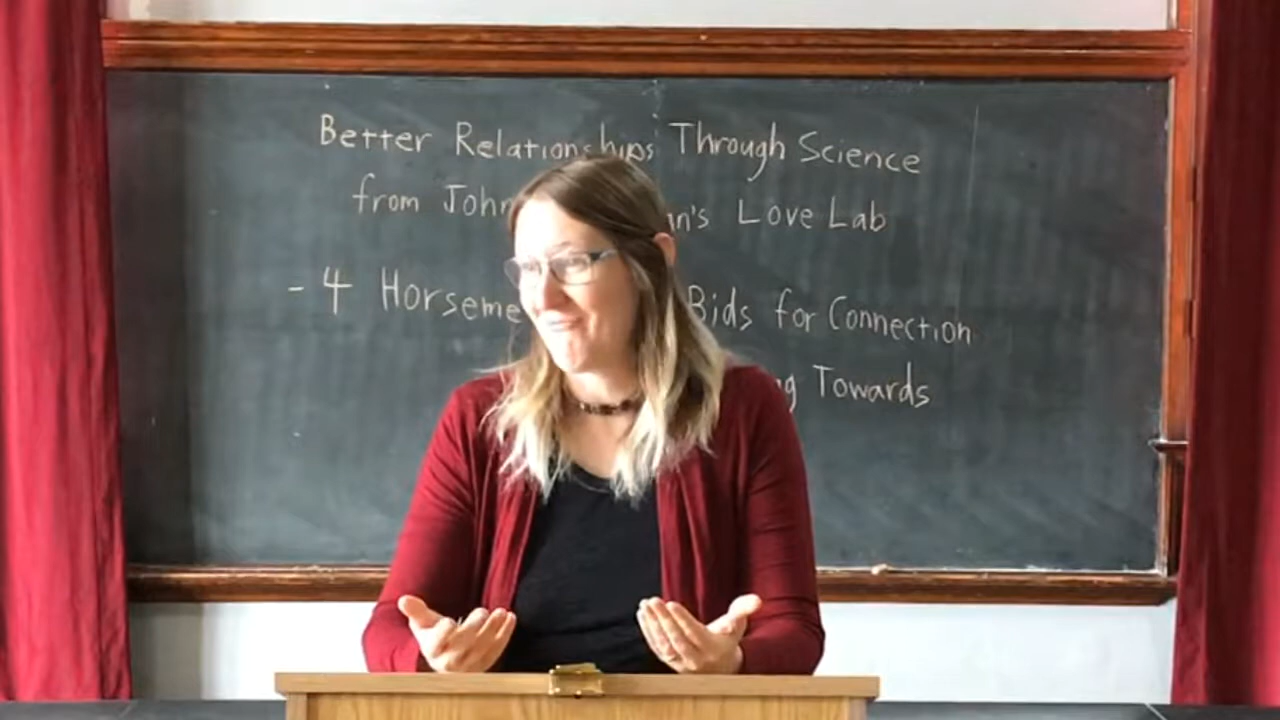 Better Relationships Through Science
from John Love Lab
- 4 Horseme Bids for Connection
Towards